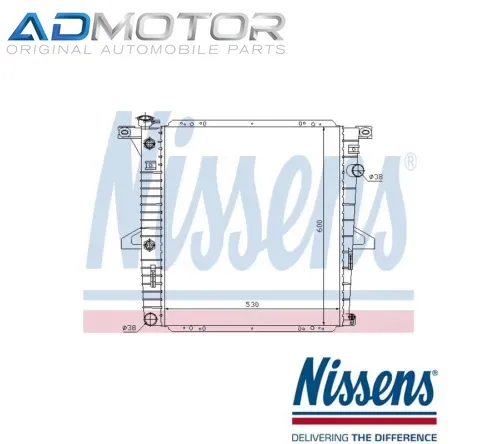 ADMOTOR
ORIGINAL AUTOMOBILE PARTS
Nissens®
Ø38
600
530
Ø38
Nissens®
DELIVERING THE DIFFERENCE